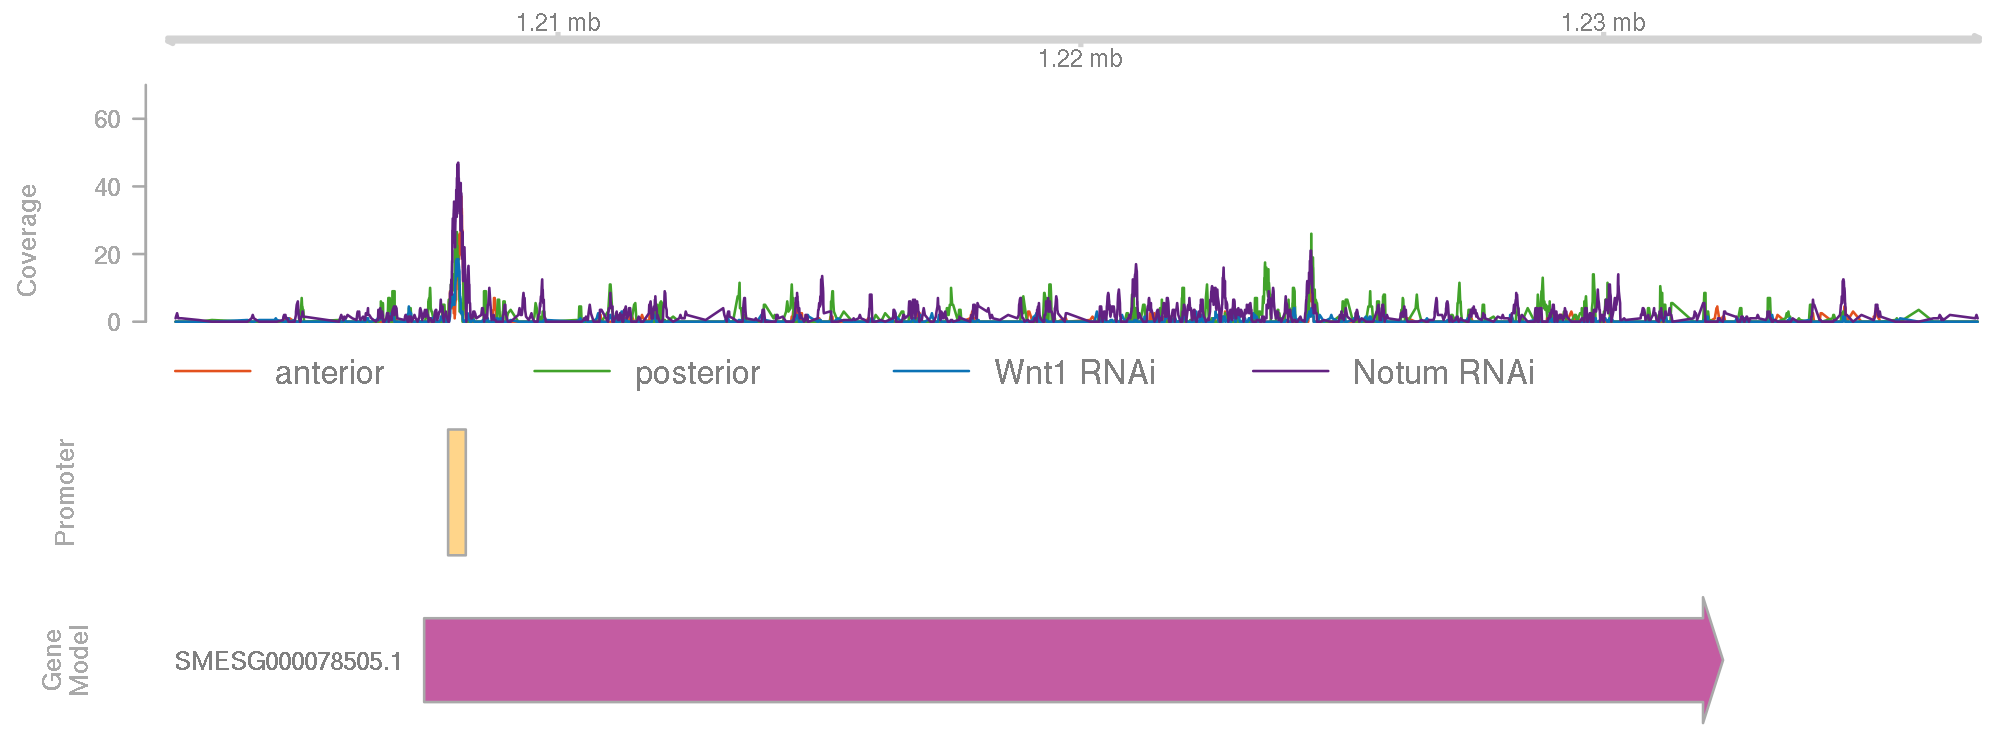 1.21 mb
1.23 mb
1.22 mb
Coverage
60
40
20
0
anterior
posterior
Wnt1 RNAi
Notum RNAi
Promoter
Gene
Model
SMESG000078505.1